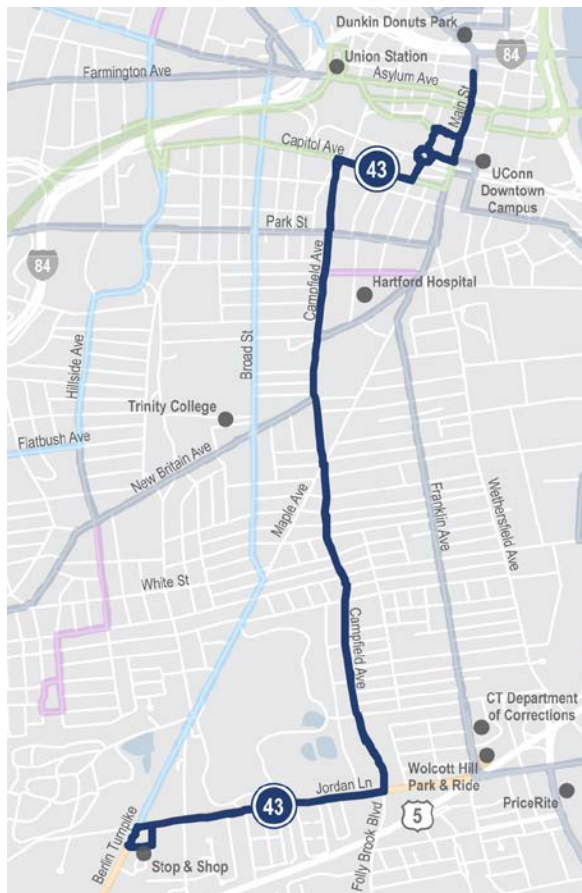 Dunkin Donuts Park
Union Station
84
Farmington Ave
Asylum Ave
Main St
Capitol Ave
43
UConn
Downtown
Campus
Park St
84
Campfield Ave
Hartford Hospital
Hillside Ave
Broad St
Trinity College
Flatbush Ave
New Britain Ave
Franklin Ave
Wethersfield Ave
Maple Ave
White St
Campfield Ave
CT Department
of Corrections
Wolcott Hill
Park & Ride
Jordan Ln
43
5
PriceRite
Folly Brook Blvd
Berlin Turnpike
Stop & Shop